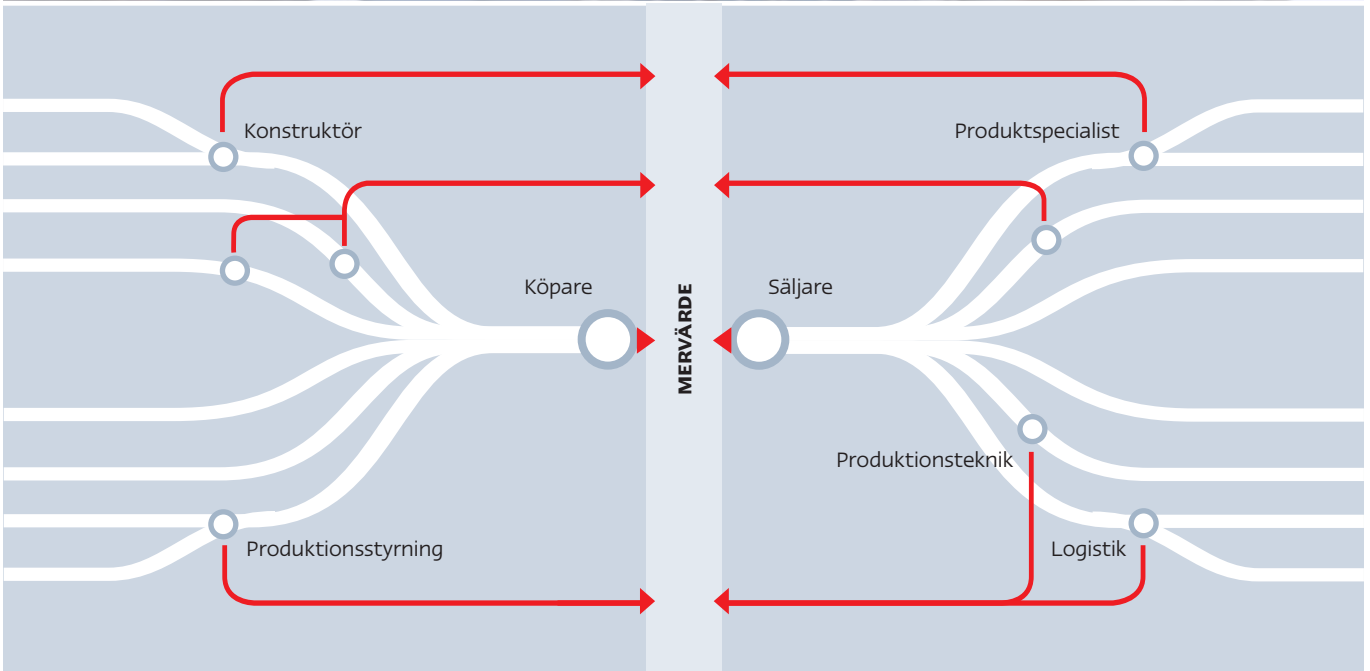 Konstruktör
Produktspecialist
Köpare
MERVÄRDE
Säljare
Produktionsteknik
Produktionsstyrning
Logistik